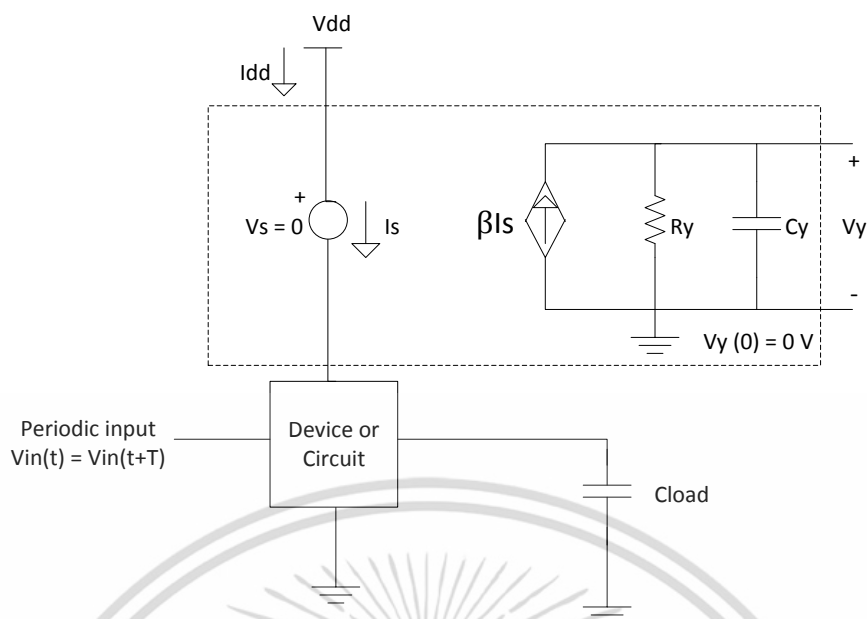 Vdd
Idd
+
Vs = 0
Is
βIs
Ry
Cy
+
Vy
-
Vy (0) = 0 V
Periodic input
Vin(t) = Vin(t+T)
Device or
Circuit
Cload